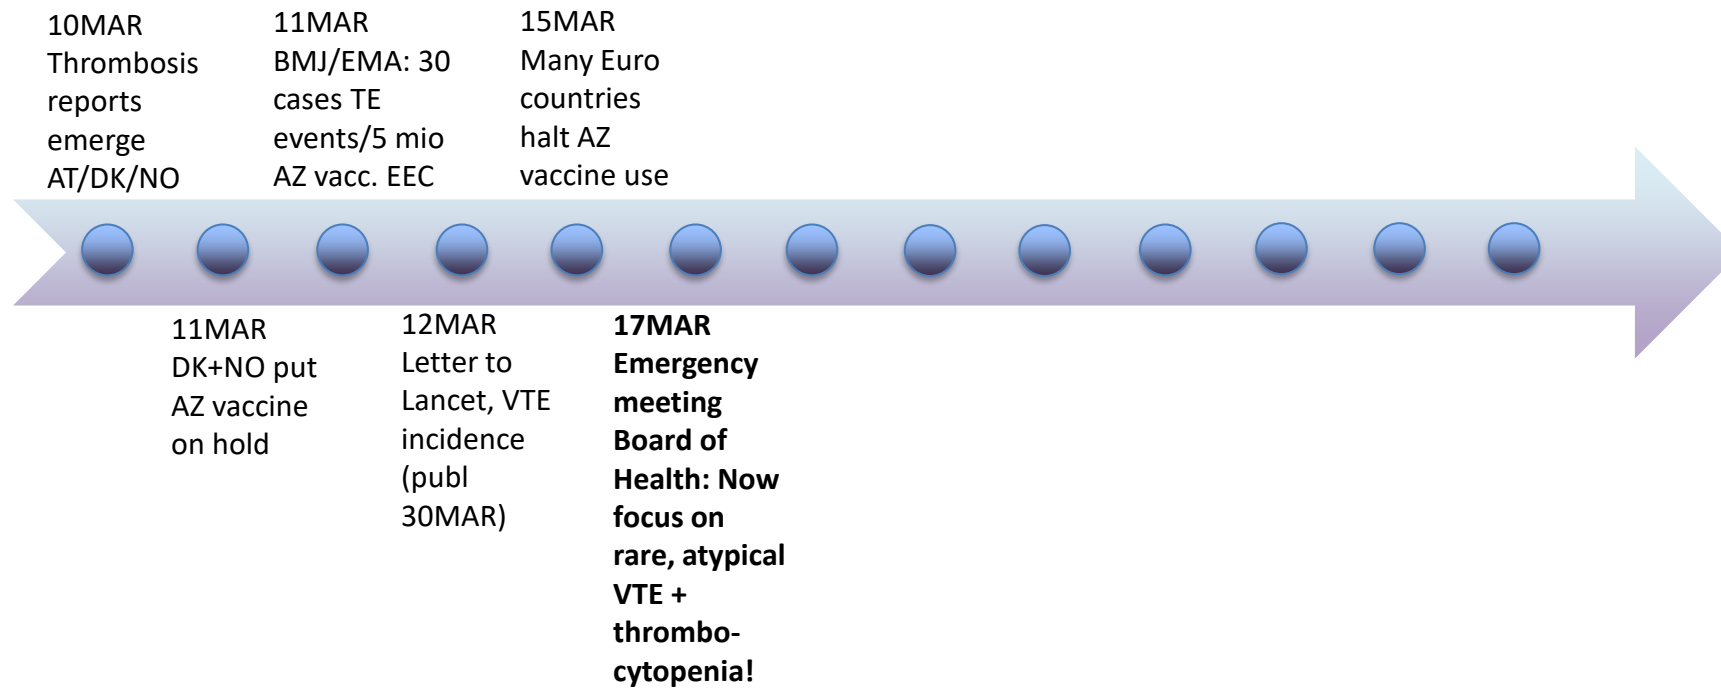 10MAR
Thrombosis
reports
emerge
AT/DK/NO
11MAR
DK+NO put
AZ vaccine
on hold
11MAR
BMJ/EMA: 30
cases TE
events/5 mio
AZ vacc. EEC
12MAR
Letter to
Lancet, VTE
incidence
(publ
30MAR)
15MAR
Many Euro
countries
halt AZ
vaccine use
17MAR
Emergency
meeting
Board of
Health: Now
focus on
rare, atypical
VTE +
thrombo-
cytopenia!